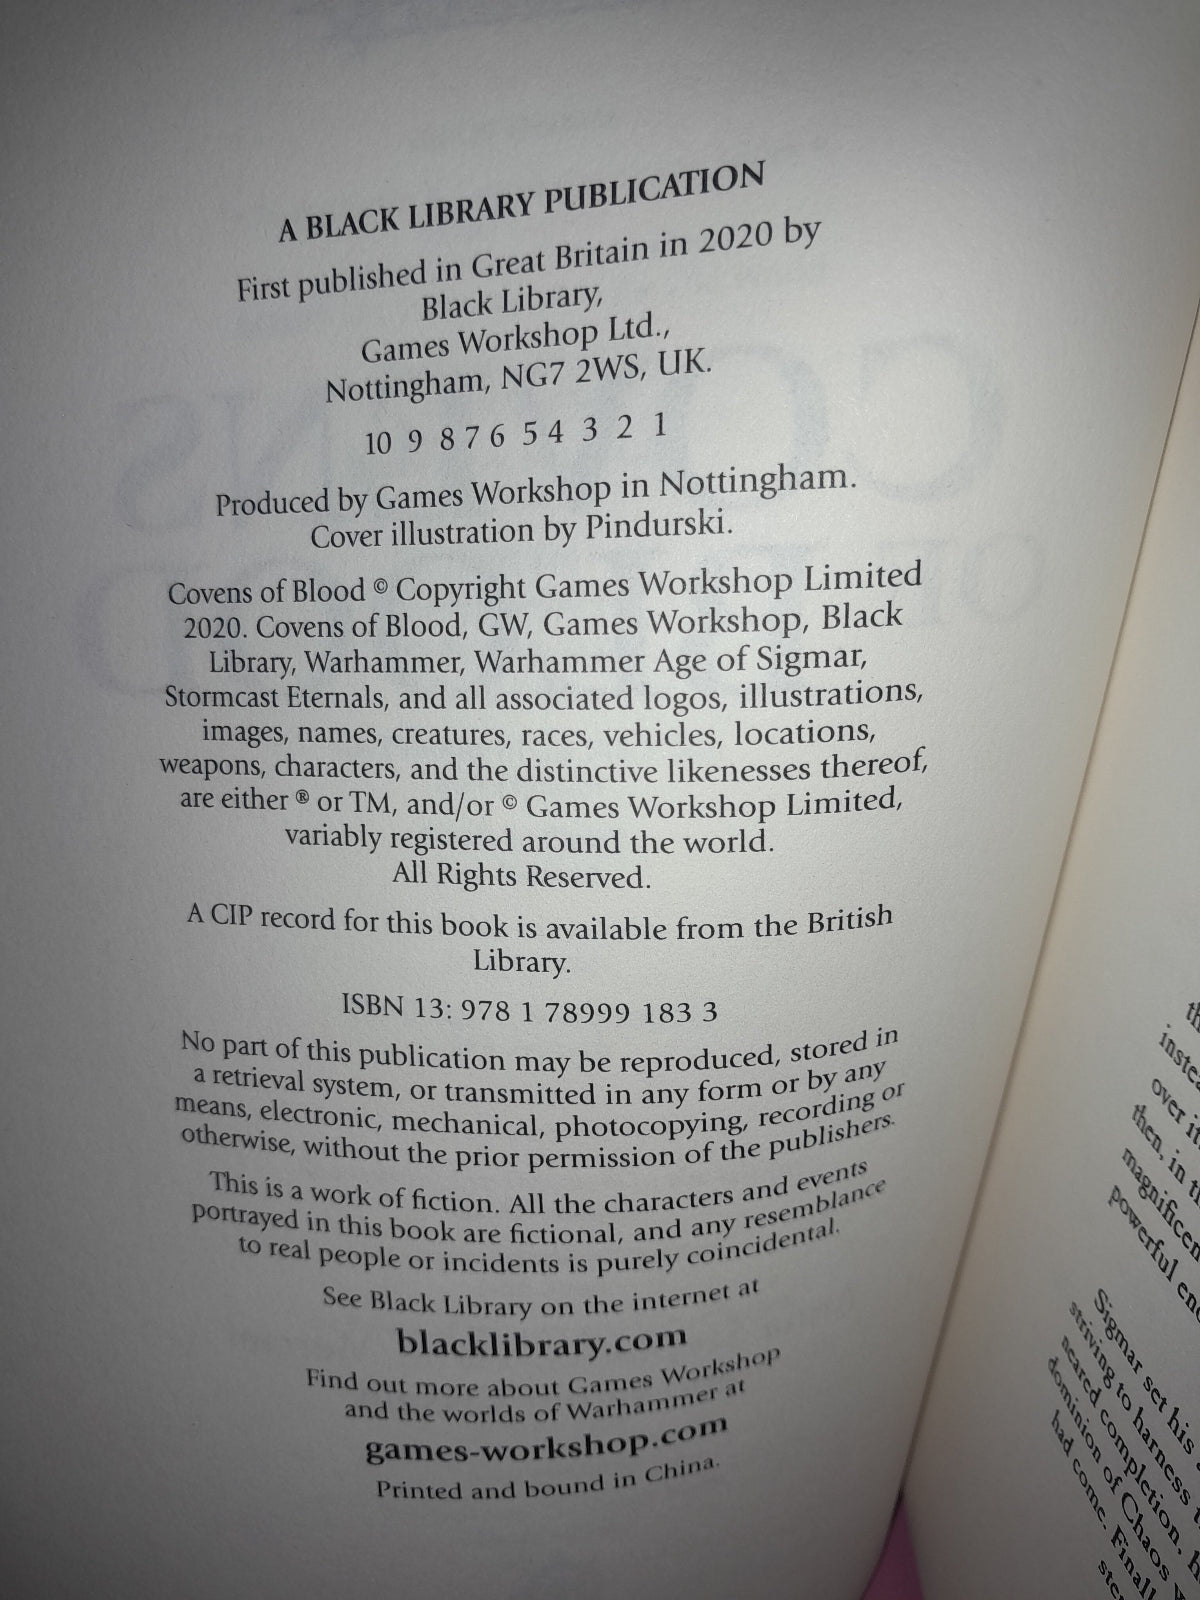 A BLACK LIBRARY PUBLICATION
First published in Great Britain in 2020 by
Black Library,
Games Workshop Ltd.,
Nottingham, NG7 2WS, UK.
10 9 8 7 6 5 4 3 2 1
Produced by Games Workshop in Nottingham.
Cover illustration by Pindurski.
Covens of Blood © Copyright Games Workshop Limited
2020. Covens of Blood, GW, Games Workshop, Black
Library, Warhammer, Warhammer Age of Sigmar,
Stormcast Eternals, and all associated logos, illustrations,
images, names, creatures, races, vehicles, locations,
weapons, characters, and the distinctive likenesses thereof,
are either ® or TM, and/or © Games Workshop Limited,
variably registered around the world.
All Rights Reserved.
A CIP record for this book is available from the British
Library.
ISBN 13: 978 1 78999 183 3
No part of this publication may be reproduced, stored in
a retrieval system, or transmitted in any form or by any
means, electronic, mechanical, photocopying, recording or
otherwise, without the prior permission of the publishers.
This is a work of fiction. All the characters and events
portrayed in this book are fictional, and any resemblance
to real people or incidents is purely coincidental.
See Black Library on the internet at
blacklibrary.com
Find out more about Games Workshop
and the worlds of Warhammer at
games-workshop.com
Printed and bound in China.
over
then, in
powerful
Sigmar set his
striving to harness
neared completion,
dominion of Chaos
had come.